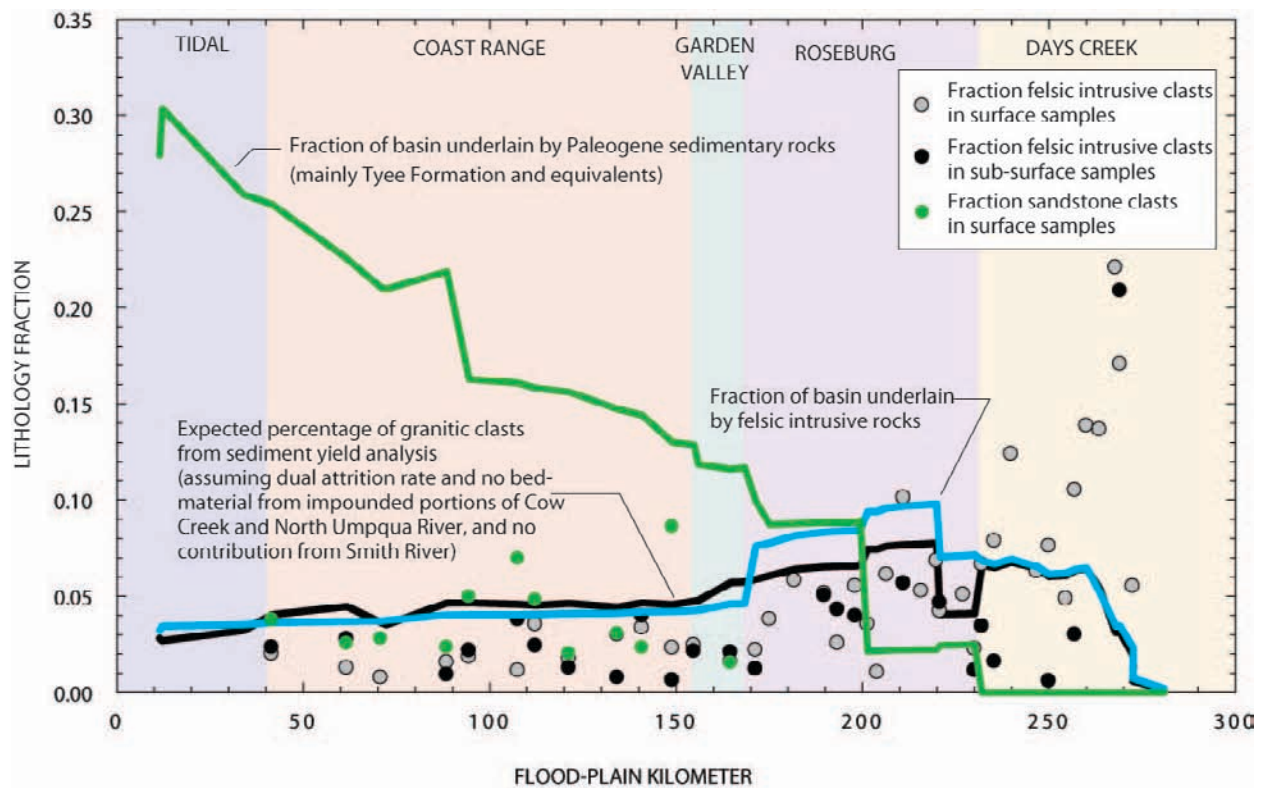 0.35
0.30
0.25
0.20
0.15
0.10
0.05
0.00
LITHOLOGY FRACTION
TIDAL
COAST RANGE
GARDEN
VALLEY
ROSEBURG
DAYS CREEK
Fraction felsic intrusive clasts
in surface samples
Fraction felsic intrusive clasts
in sub-surface samples
Fraction sandstone clasts
in surface samples
Fraction of basin underlain by Paleogene sedimentary rocks
(mainly Tyee Formation and equivalents)
Fraction of basin underlain
by felsic intrusive rocks
Expected percentage of granitic clasts
from sediment yield analysis
(assuming dual attrition rate and no bed-
material from impounded portions of Cow
Creek and North Umpqua River, and no
contribution from Smith River)
0
50
100
150
200
250
300
FLOOD-PLAIN KILOMETER